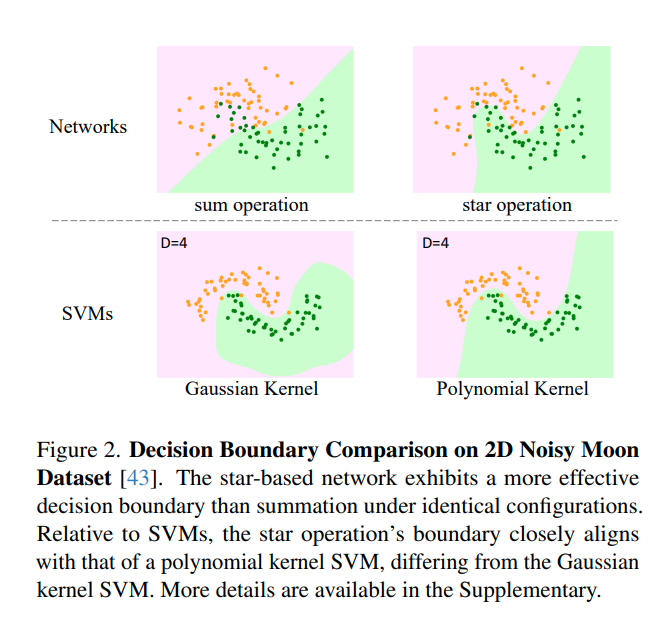 Networks
sum operation
star operation
D=4
D=4
SVMs
Gaussian Kernel
Polynomial Kernel
Figure 2. Decision Boundary Comparison on 2D Noisy Moon
Dataset [43]. The star-based network exhibits a more effective
decision boundary than summation under identical configurations.
Relative to SVMs, the star operation’s boundary closely aligns
with that of a polynomial kernel SVM, differing from the Gaussian
kernel SVM. More details are available in the Supplementary.